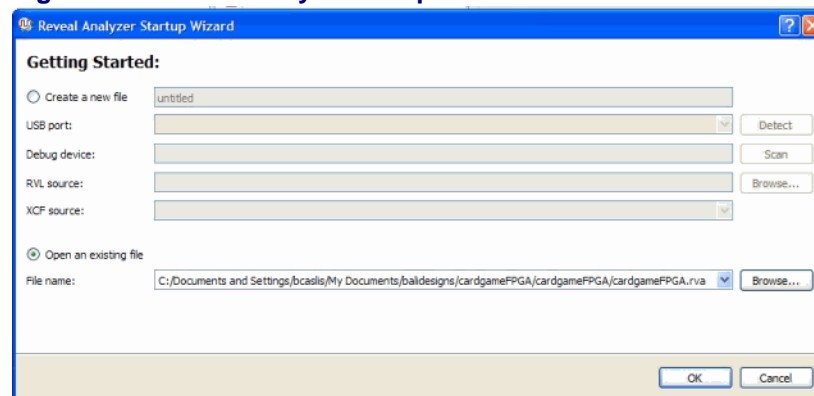 Reveal Analyzer Startup Wizard
Getting Started:
Create a new file untitled
USB port: Detect
Debug device: Scan
RVL source: Browse...
XCF source:
Open an existing file
File name: C:/Documents and Settings/bcaslis/My Documents/balidesigns/cardgameFPGA/cardgameFPGA/cardgameFPGA.rva Browse...
OK Cancel